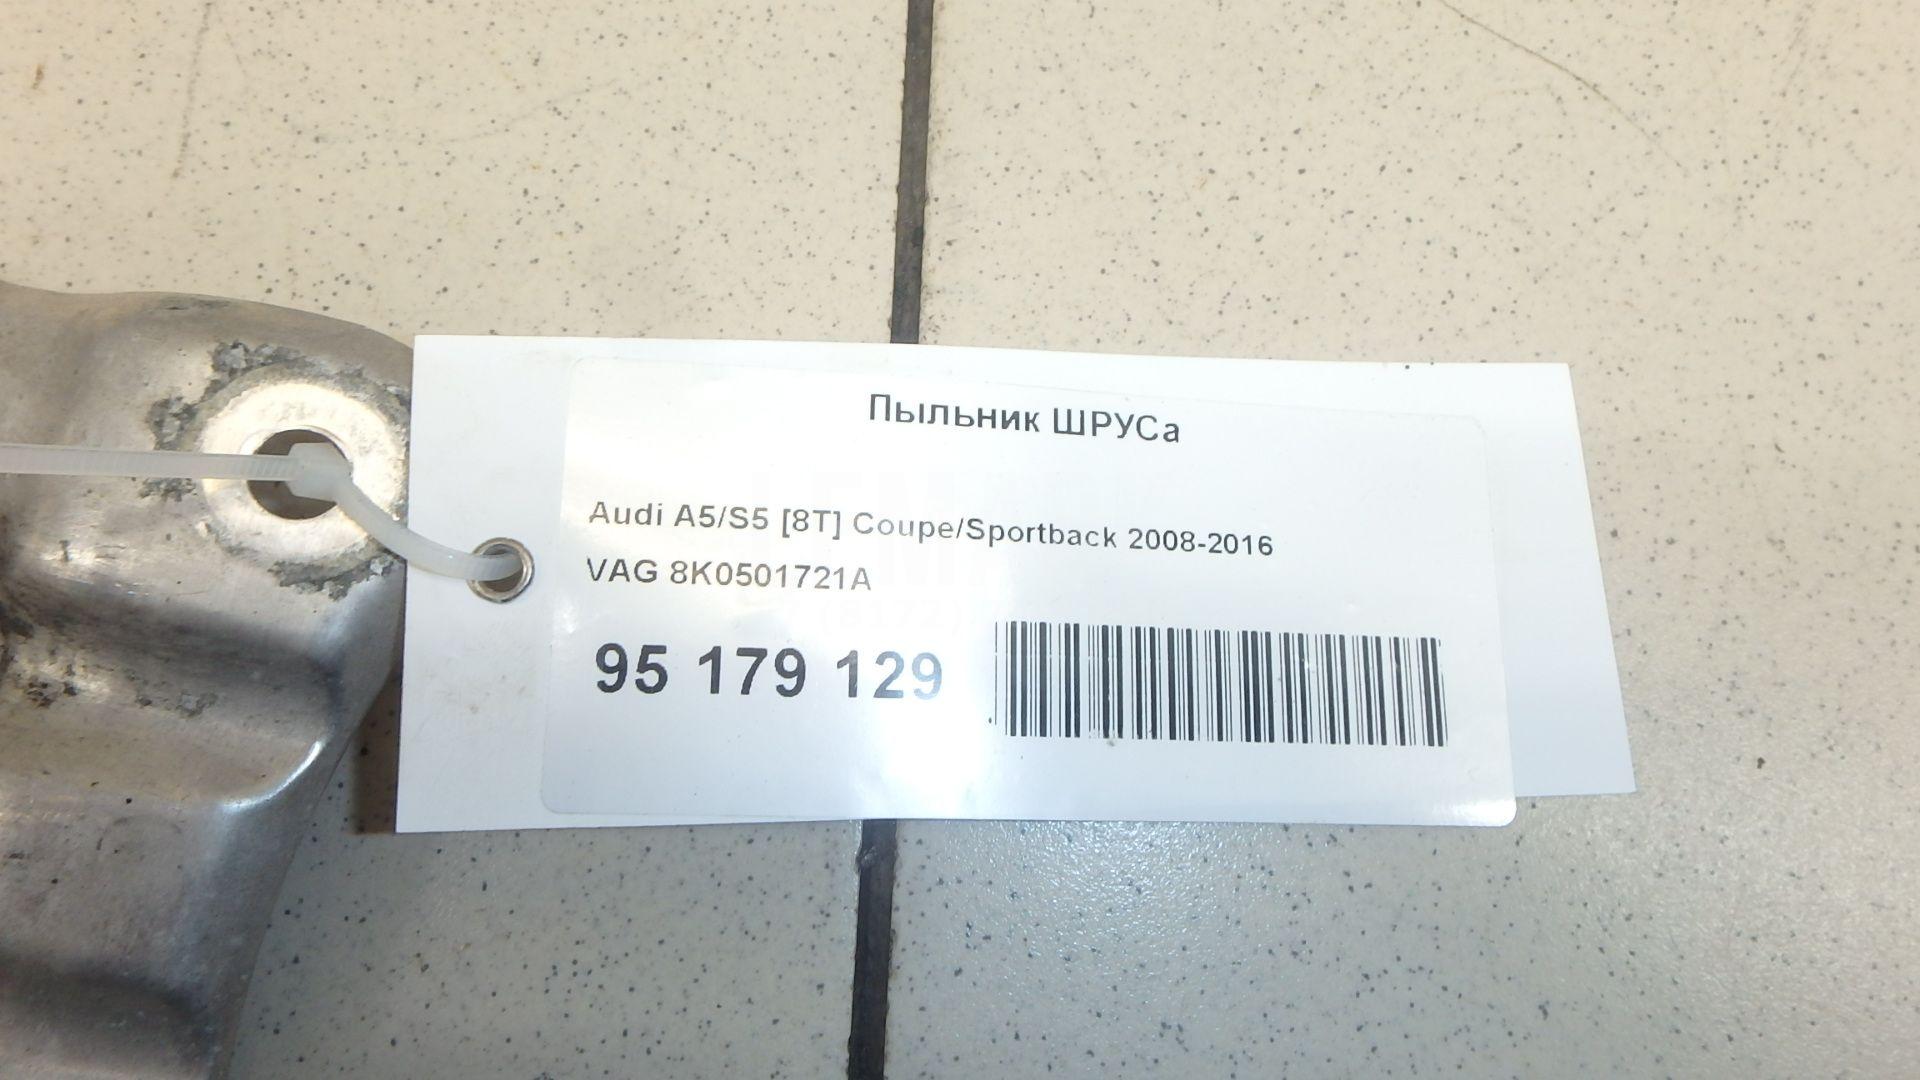 Пыльник ШРУСа
Audi A5/S5 [8T] Coupe/Sportback 2008-2016
VAG 8K0501721A
95 179 129